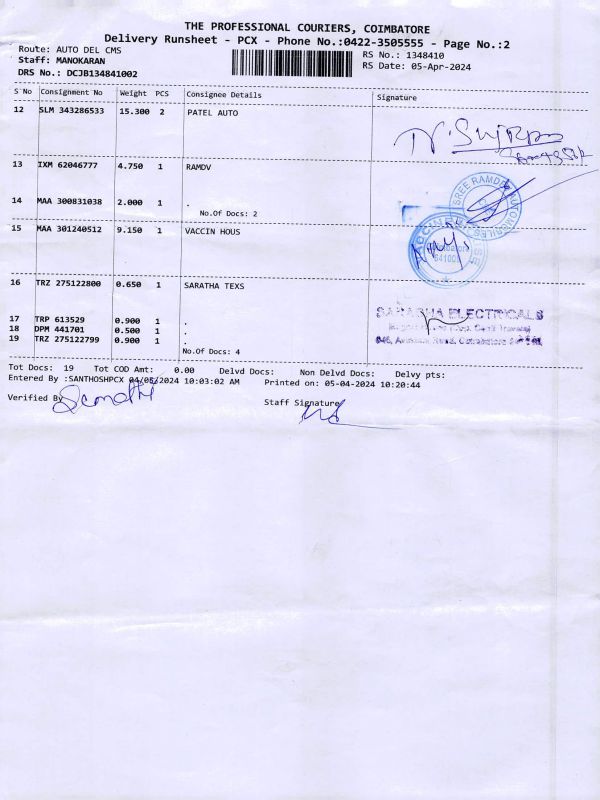 THE PROFESSIONAL COURIERS, COIMBATORE
Delivery Runsheet - PCX - Phone No.:0422-3505555 - Page No.:2
Route: AUTO DEL CMS
RS No.: 1348410
Staff: MANOKARAN
RS Date: 05-Apr-2024
DRS No.: DCJB134841002
S No Consignment No Weight PCS Consignee Details Signature
12 SLM 343286533 15.300 2 PATEL AUTO
13 IXM 62046777 4.750 1 RAMDV
14 MAA 300831038 2.000 1 .
No.Of Docs: 2
SREE RAMDEV AUTOMOBILES
15 MAA 301240512 9.150 1 VACCIN HOUS
16 TRZ 275122800 0.650 1 SARATHA TEXS
SARADHA ELECTRICALS
17 TRP 613529 0.900 1 .
18 DPM 441701 0.500 1 .
19 TRZ 275122799 0.900 1 .
No.Of Docs: 4
Tot Docs: 19 Tot COD Amt: 0.00 Delvd Docs: Non Delvd Docs: Delvy pts:
Entered By :SANTHOSHPCX 04/05/2024 10:03:02 AM Printed on: 05-04-2024 10:20:44
Verified By
Staff Signature